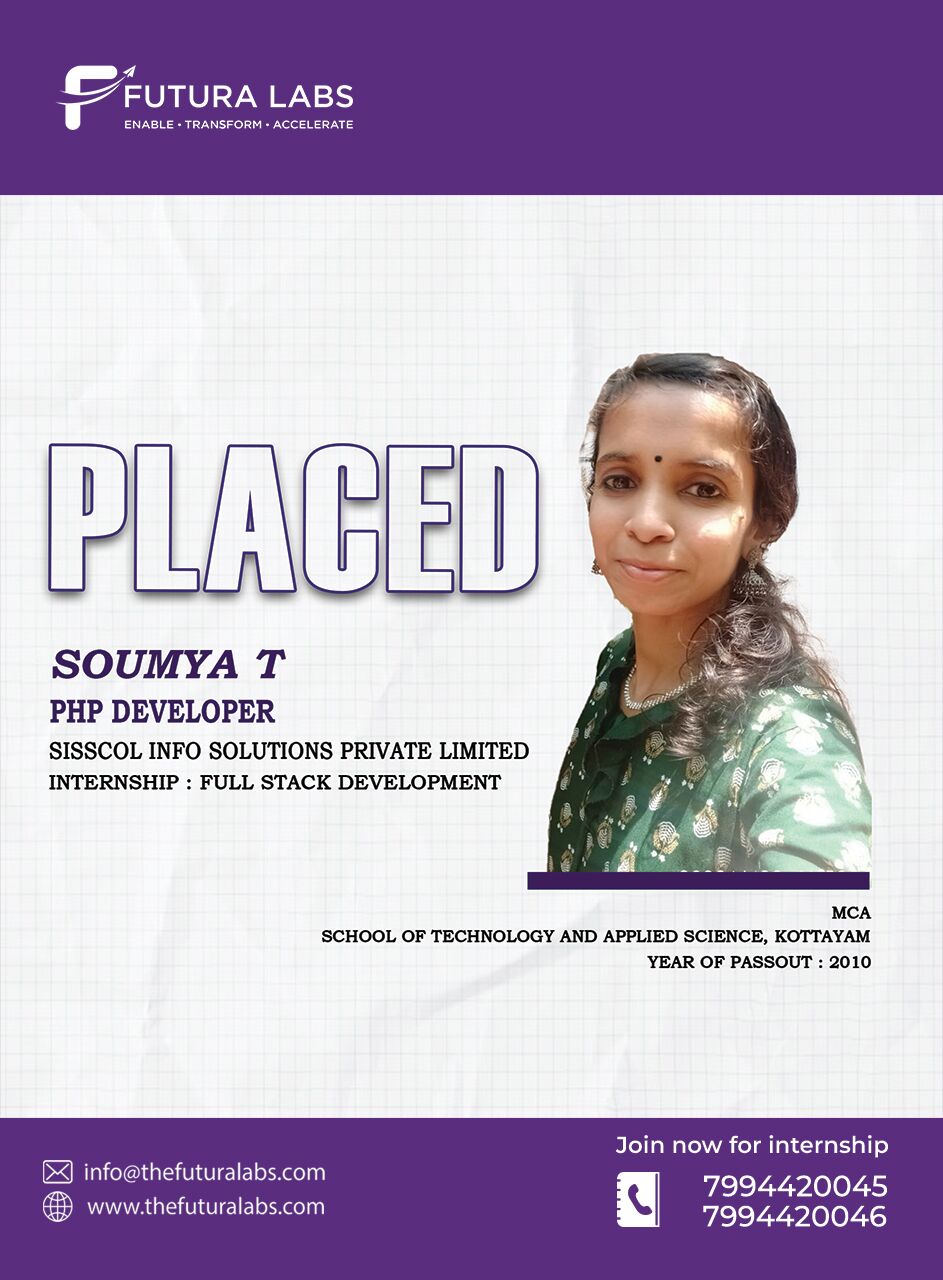 FUTURA LABS
ENABLE • TRANSFORM • ACCELERATE
PLACED
SOUMYA T
PHP DEVELOPER
SISSCOL INFO SOLUTIONS PRIVATE LIMITED
INTERNSHIP : FULL STACK DEVELOPMENT
MCA
SCHOOL OF TECHNOLOGY AND APPLIED SCIENCE, KOTTAYAM
YEAR OF PASSOUT : 2010
info@thefuturalabs.com
www.thefuturalabs.com
Join now for internship
7994420045
7994420046